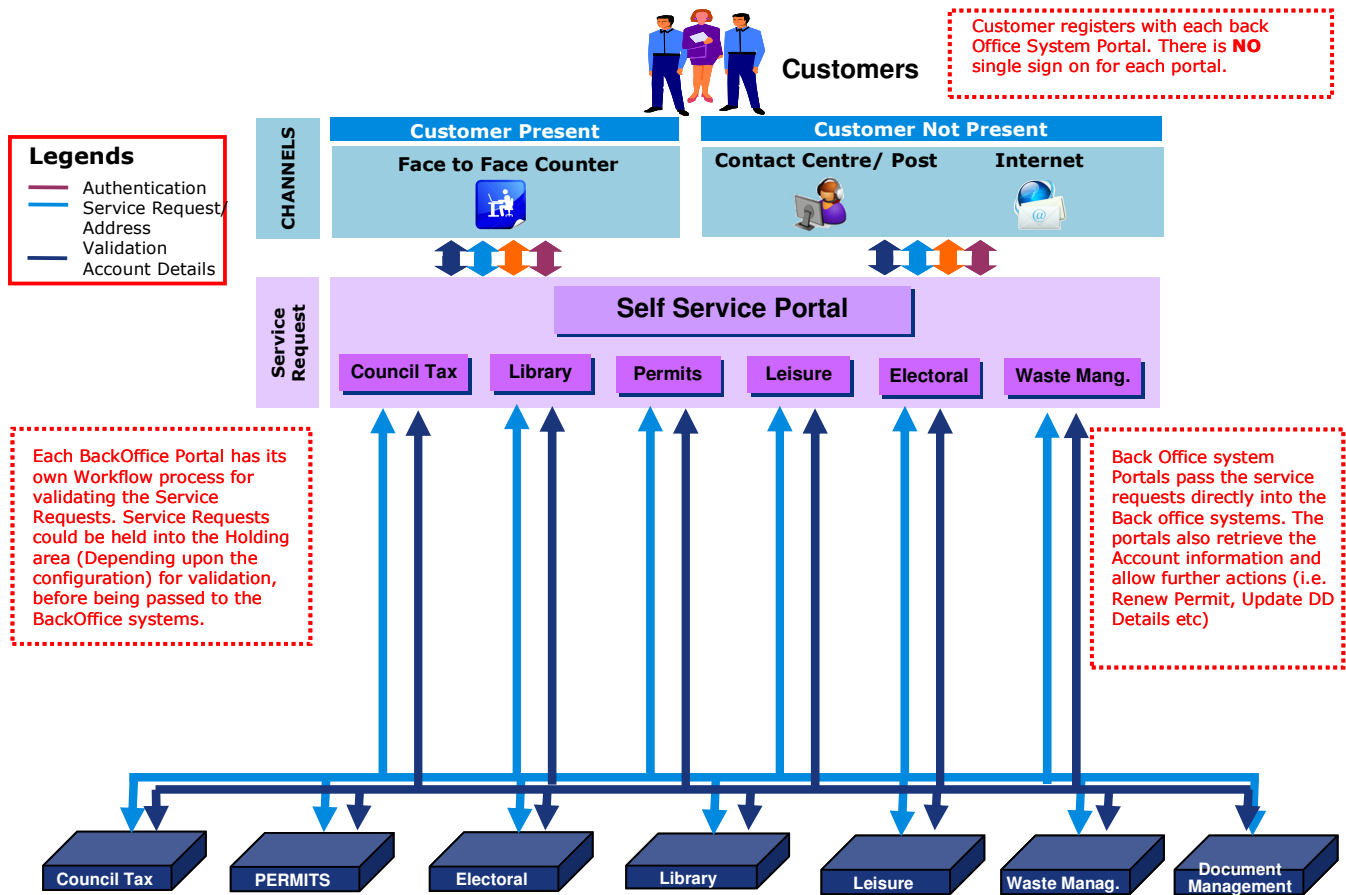 Customers
Customer registers with each back
Office System Portal. There is NO
single sign on for each portal.
Legends
Authentication
Service Request/
Address
Validation
Account Details
CHANNELS
Customer Present
Face to Face Counter
Customer Not Present
Contact Centre/ Post
Internet
@
Service
Request
Self Service Portal
Council Tax
Library
Permits
Leisure
Electoral
Waste Mang.
Each BackOffice Portal has its
own Workflow process for
validating the Service
Requests. Service Requests
could be held into the Holding
area (Depending upon the
configuration) for validation,
before being passed to the
BackOffice systems.
Back Office system
Portals pass the service
requests directly into the
Back office systems. The
portals also retrieve the
Account information and
allow further actions (i.e.
Renew Permit, Update DD
Details etc)
Council Tax
PERMITS
Electoral
Library
Leisure
Waste Manag.
Document
Management